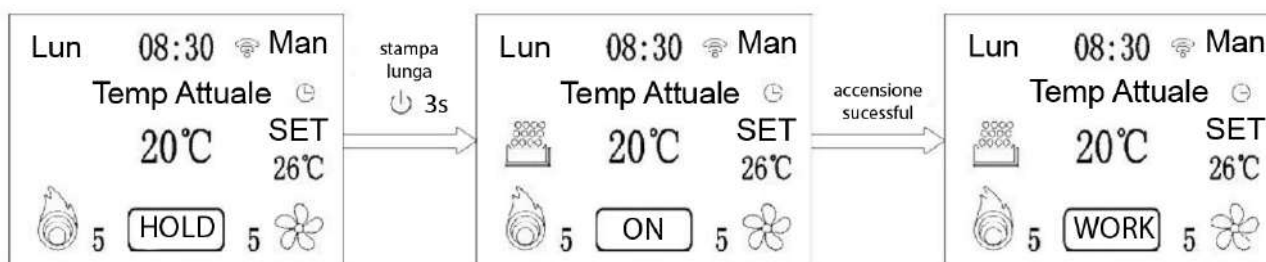 Lun 08:30 Man
Temp Attuale
20℃ SET
26℃
5 HOLD 5
stampa
lunga
3s
Lun 08:30 Man
Temp Attuale
20℃ SET
26℃
5 ON 5
accensione
sucessful
Lun 08:30 Man
Temp Attuale
20℃ SET
26℃
5 WORK 5